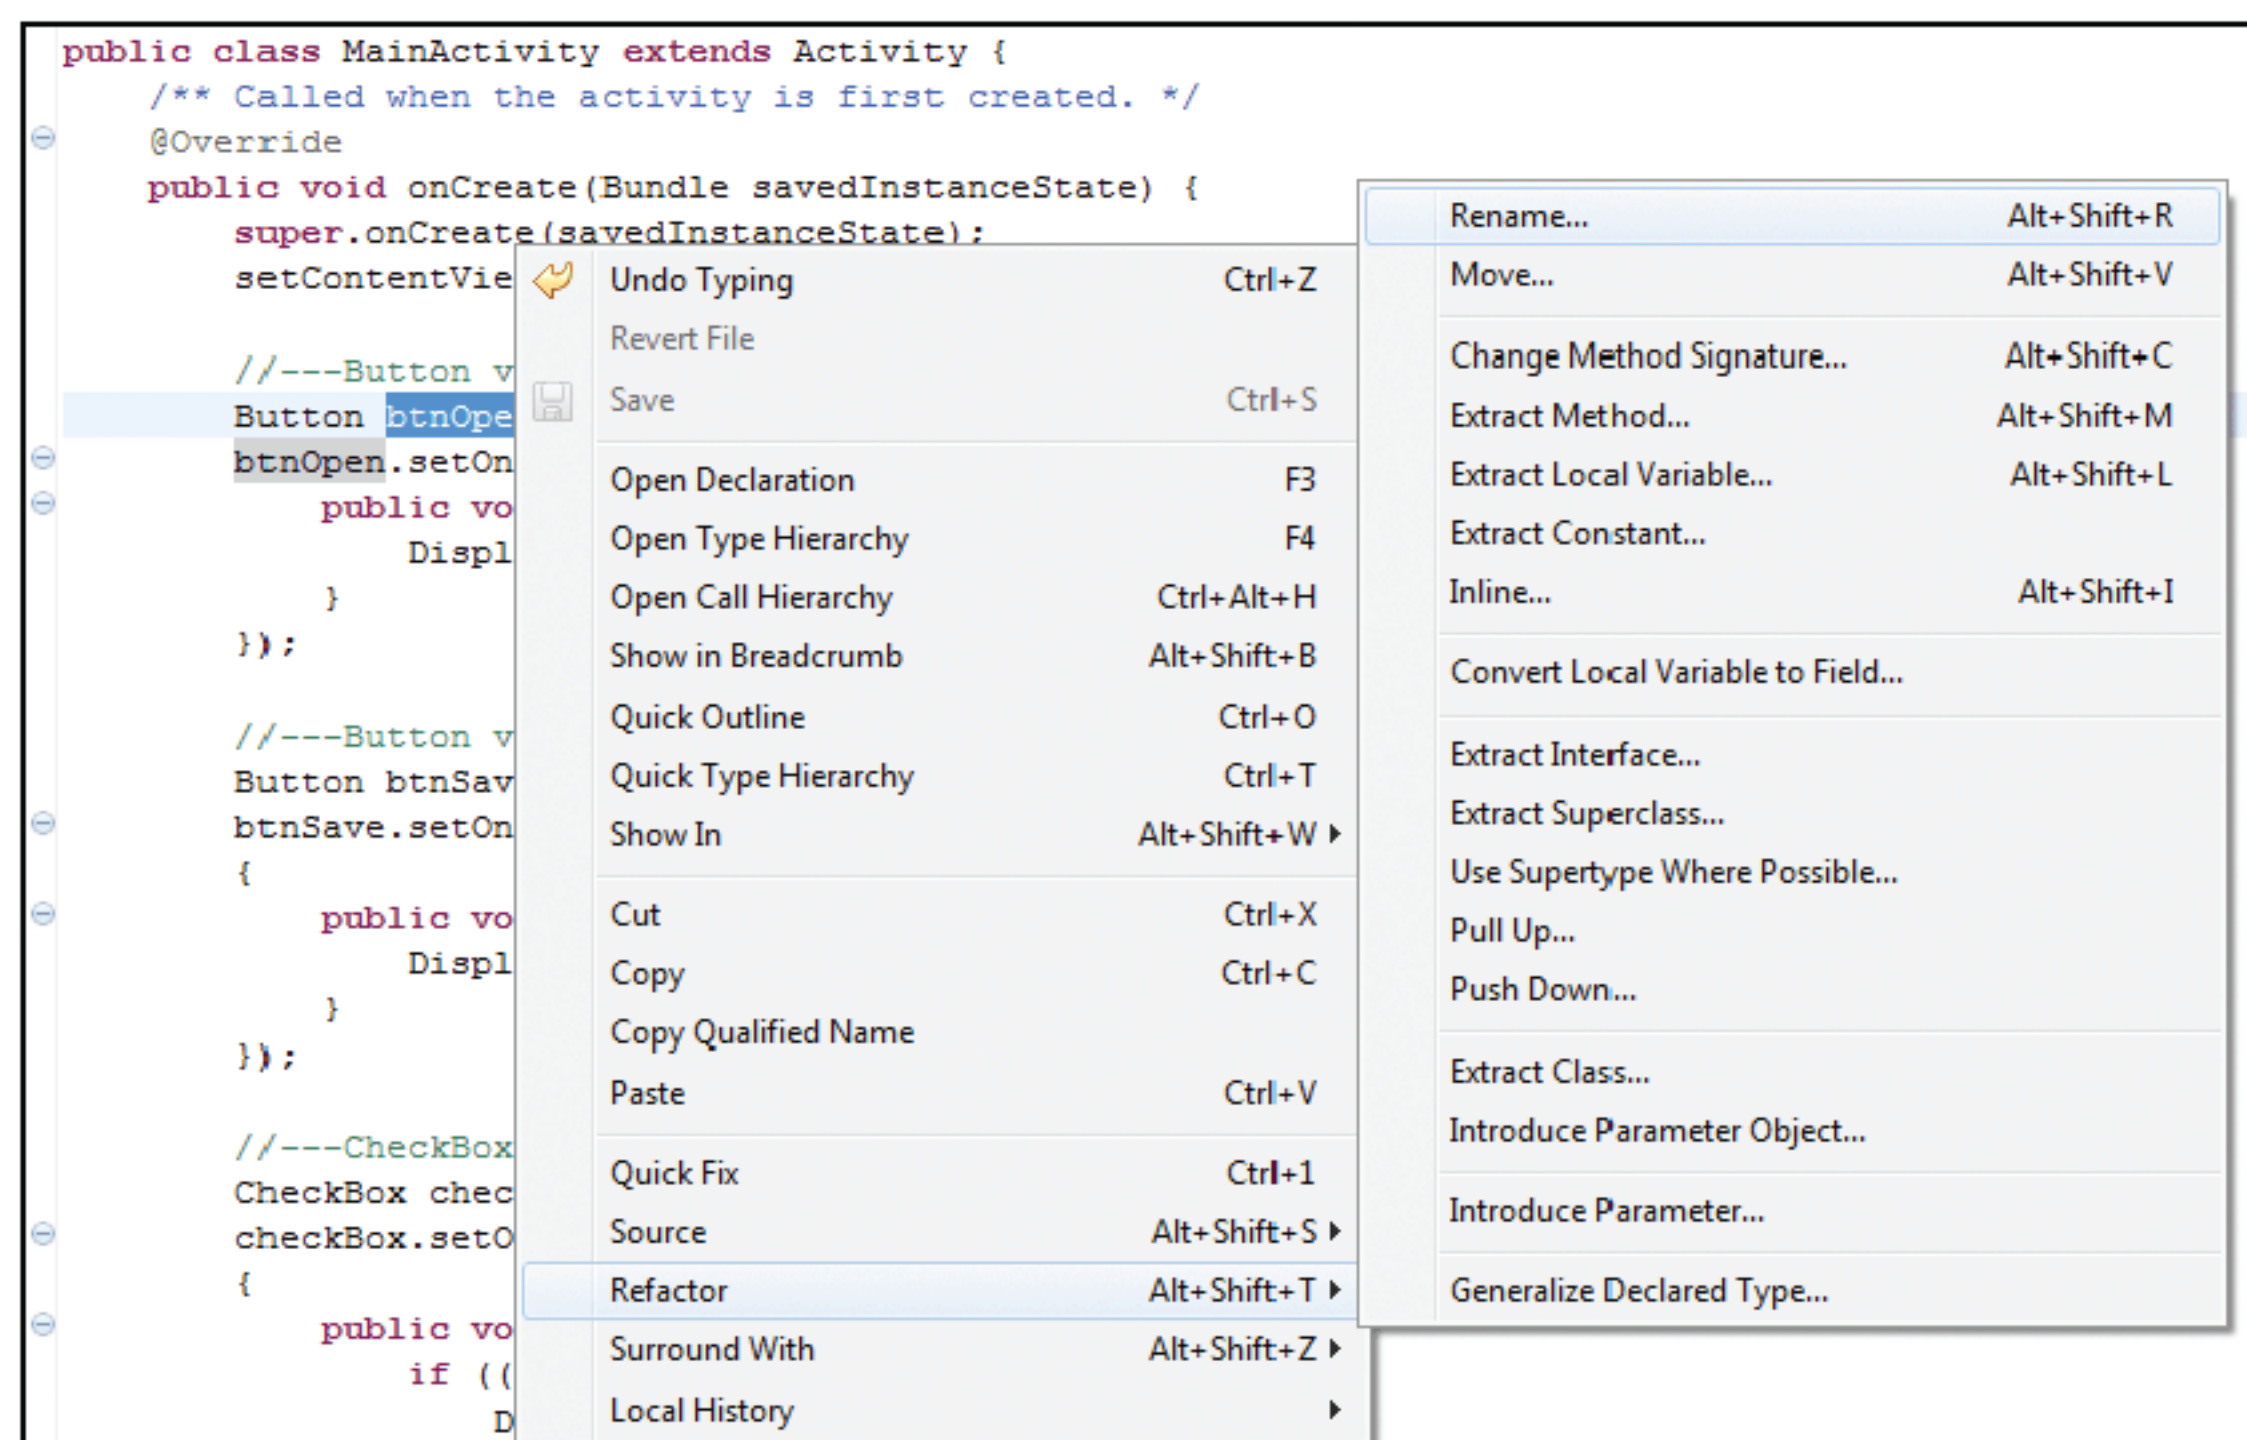 public class MainActivity extends Activity {
/** Called when the activity is first created. */
@Override
public void onCreate(Bundle savedInstanceState) {
super.onCreate(savedInstanceState);
setContentVie
//---Button v
Button btnOpe
btnOpen.setOn
public vo
Displ
}
});
//---Button v
Button btnSav
btnSave.setOn
{
public vo
Displ
}
});
//---CheckBox
CheckBox chec
checkBox.setO
{
public vo
if ((
D
Undo Typing Ctrl+Z
Revert File
Save Ctrl+S
Open Declaration F3
Open Type Hierarchy F4
Open Call Hierarchy Ctrl+Alt+H
Show in Breadcrumb Alt+Shift+B
Quick Outline Ctrl+O
Quick Type Hierarchy Ctrl+T
Show In Alt+Shift+W
Cut Ctrl+X
Copy Ctrl+C
Copy Qualified Name
Paste Ctrl+V
Quick Fix Ctrl+1
Source Alt+Shift+S
Refactor Alt+Shift+T
Surround With Alt+Shift+Z
Local History
Rename... Alt+Shift+R
Move... Alt+Shift+V
Change Method Signature... Alt+Shift+C
Extract Method... Alt+Shift+M
Extract Local Variable... Alt+Shift+L
Extract Constant...
Inline... Alt+Shift+I
Convert Local Variable to Field...
Extract Interface...
Extract Superclass...
Use Supertype Where Possible...
Pull Up...
Push Down...
Extract Class...
Introduce Parameter Object...
Introduce Parameter...
Generalize Declared Type...